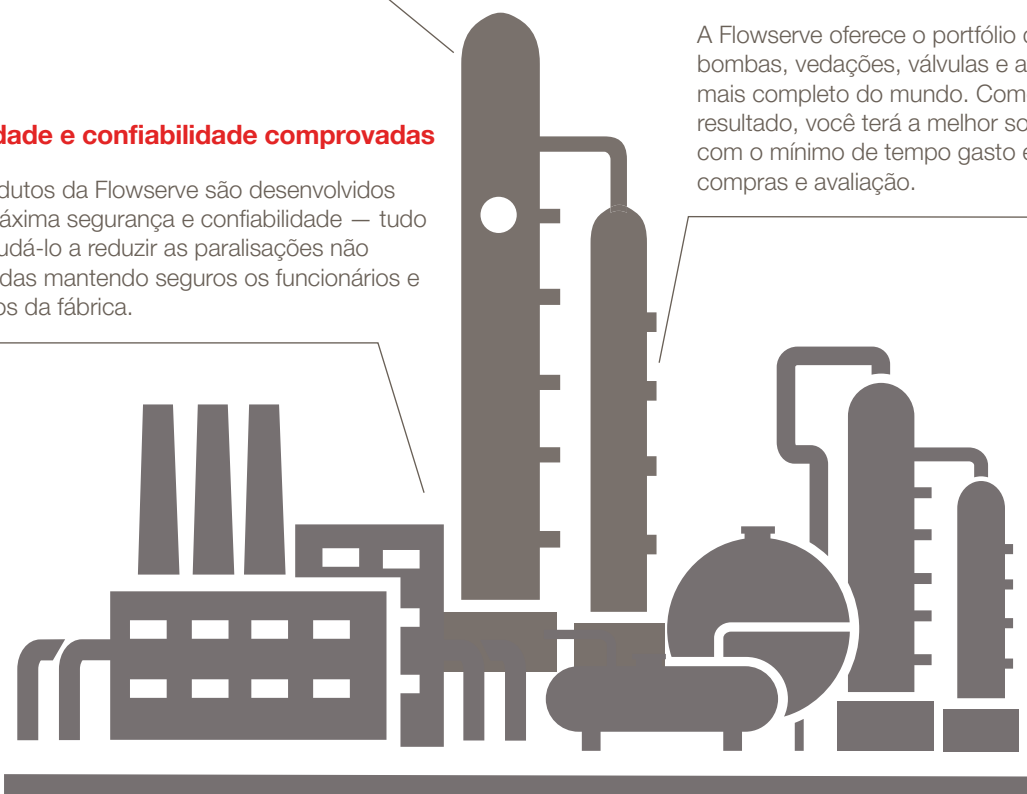 dade e confiabilidade comprovadas
dutos da Flowserve são desenvolvidos
áxima segurança e confiabilidade — tudo
udá-lo a reduzir as paralisações não
das mantendo seguros os funcionários e
os da fábrica.
A Flowserve oferece o portfólio
bombas, vedações, válvulas e a
mais completo do mundo. Com
resultado, você terá a melhor so
com o mínimo de tempo gasto e
compras e avaliação.